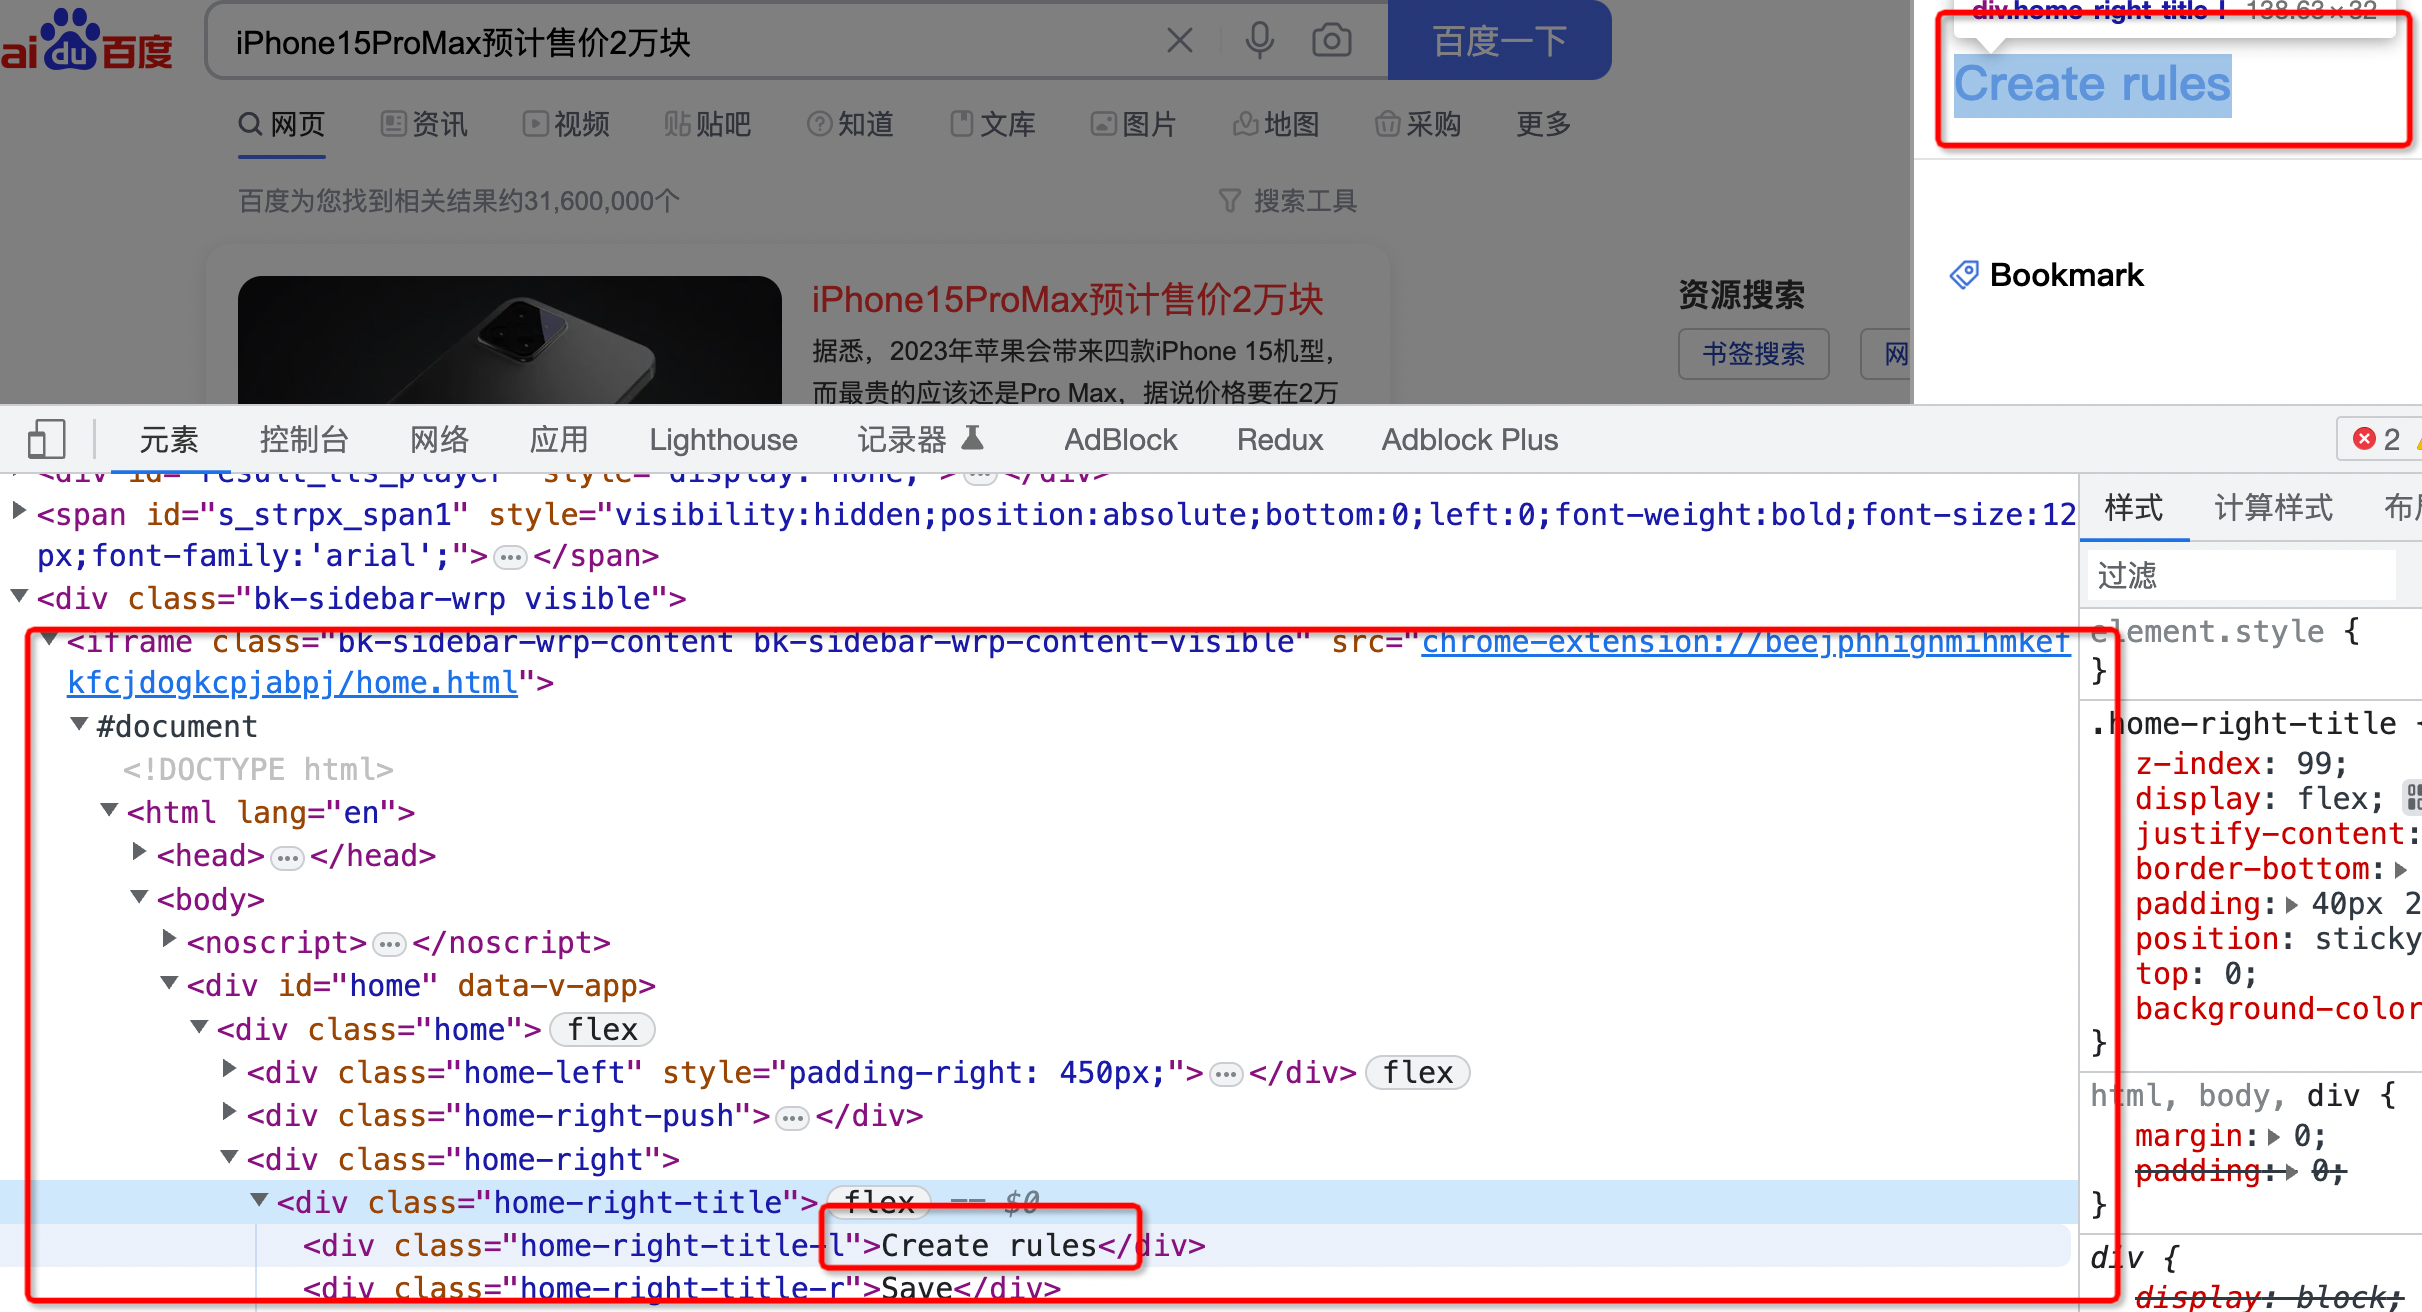 Bai du 百度
iPhone15ProMax预计售价2万块
百度一下
div.home-right-title-l 138.63×32
Create rules
网页 资讯 视频 贴 贴吧 知道 文库 图片 地图 采购 更多
百度为您找到相关结果约31,600,000个 搜索工具
iPhone15ProMax预计售价2万块
据悉，2023年苹果会带来四款iPhone 15机型，
而最贵的应该还是Pro Max，据说价格要在2万
资源搜索
书签搜索 网
Bookmark
元素 控制台 网络 应用 Lighthouse 记录器 AdBlock Redux Adblock Plus 2
<div id="result_tts_player" style="display: none;">…</div>
<span id="s_strpx_span1" style="visibility:hidden;position:absolute;bottom:0;left:0;font-weight:bold;font-size:12
px;font-family:'arial';">…</span>
<div class="bk-sidebar-wrp visible">
<iframe class="bk-sidebar-wrp-content bk-sidebar-wrp-content-visible" src="chrome-extension://beejphhignmihmkef
kfcjdogkcpjabpj/home.html">
#document
<!DOCTYPE html>
<html lang="en">
<head>…</head>
<body>
<noscript>…</noscript>
<div id="home" data-v-app>
<div class="home"> flex
<div class="home-left" style="padding-right: 450px;">…</div> flex
<div class="home-right-push">…</div>
<div class="home-right">
<div class="home-right-title"> flex == $0
<div class="home-right-title-l">Create rules</div>
<div class="home-right-title-r">Save</div>
样式 计算样式 布局
过滤
element.style {
}
.home-right-title
z-index: 99;
display: flex;
justify-content:
border-bottom:
padding: 40px 2
position: sticky
top: 0;
background-color
}
html, body, div {
margin: 0;
padding: 0;
}
div {
display: block;